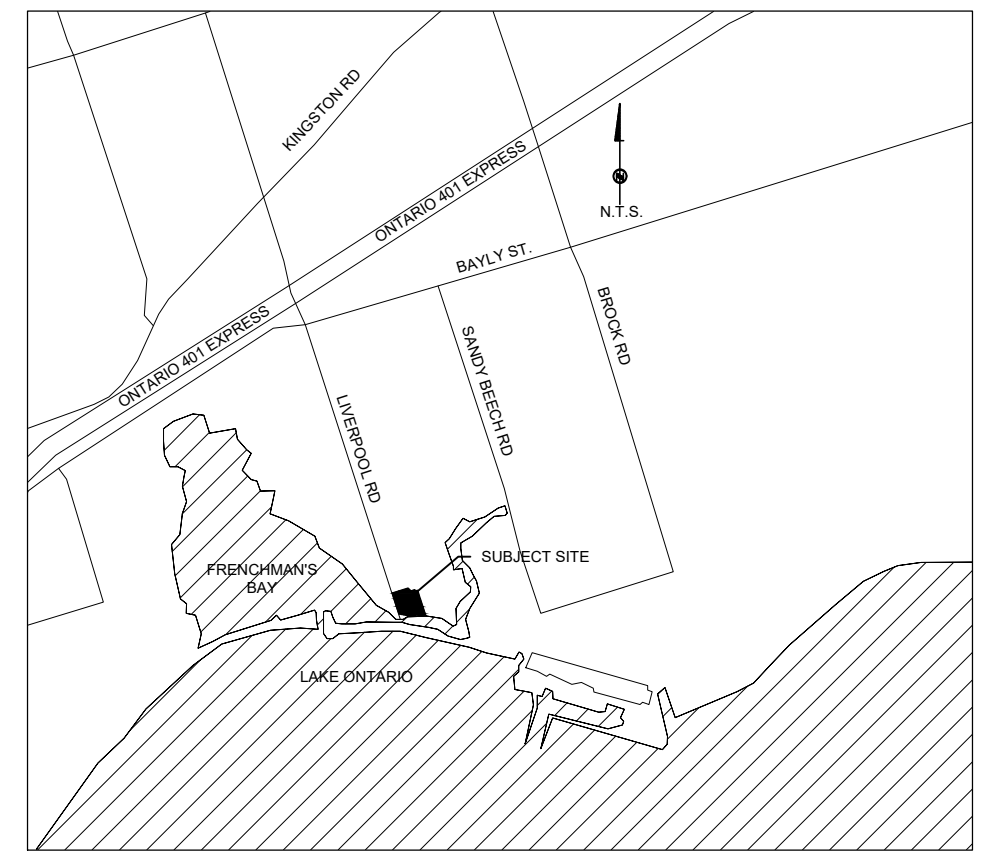 KINGSTON RD
ONTARIO 401 EXPRESS
N.T.S.
BAYLY ST.
BROCK RD
ONTARIO 401 EXPRESS
SANDY BEECH RD
LIVERPOOL RD
SUBJECT SITE
FRENCHMAN'S
BAY
LAKE ONTARIO